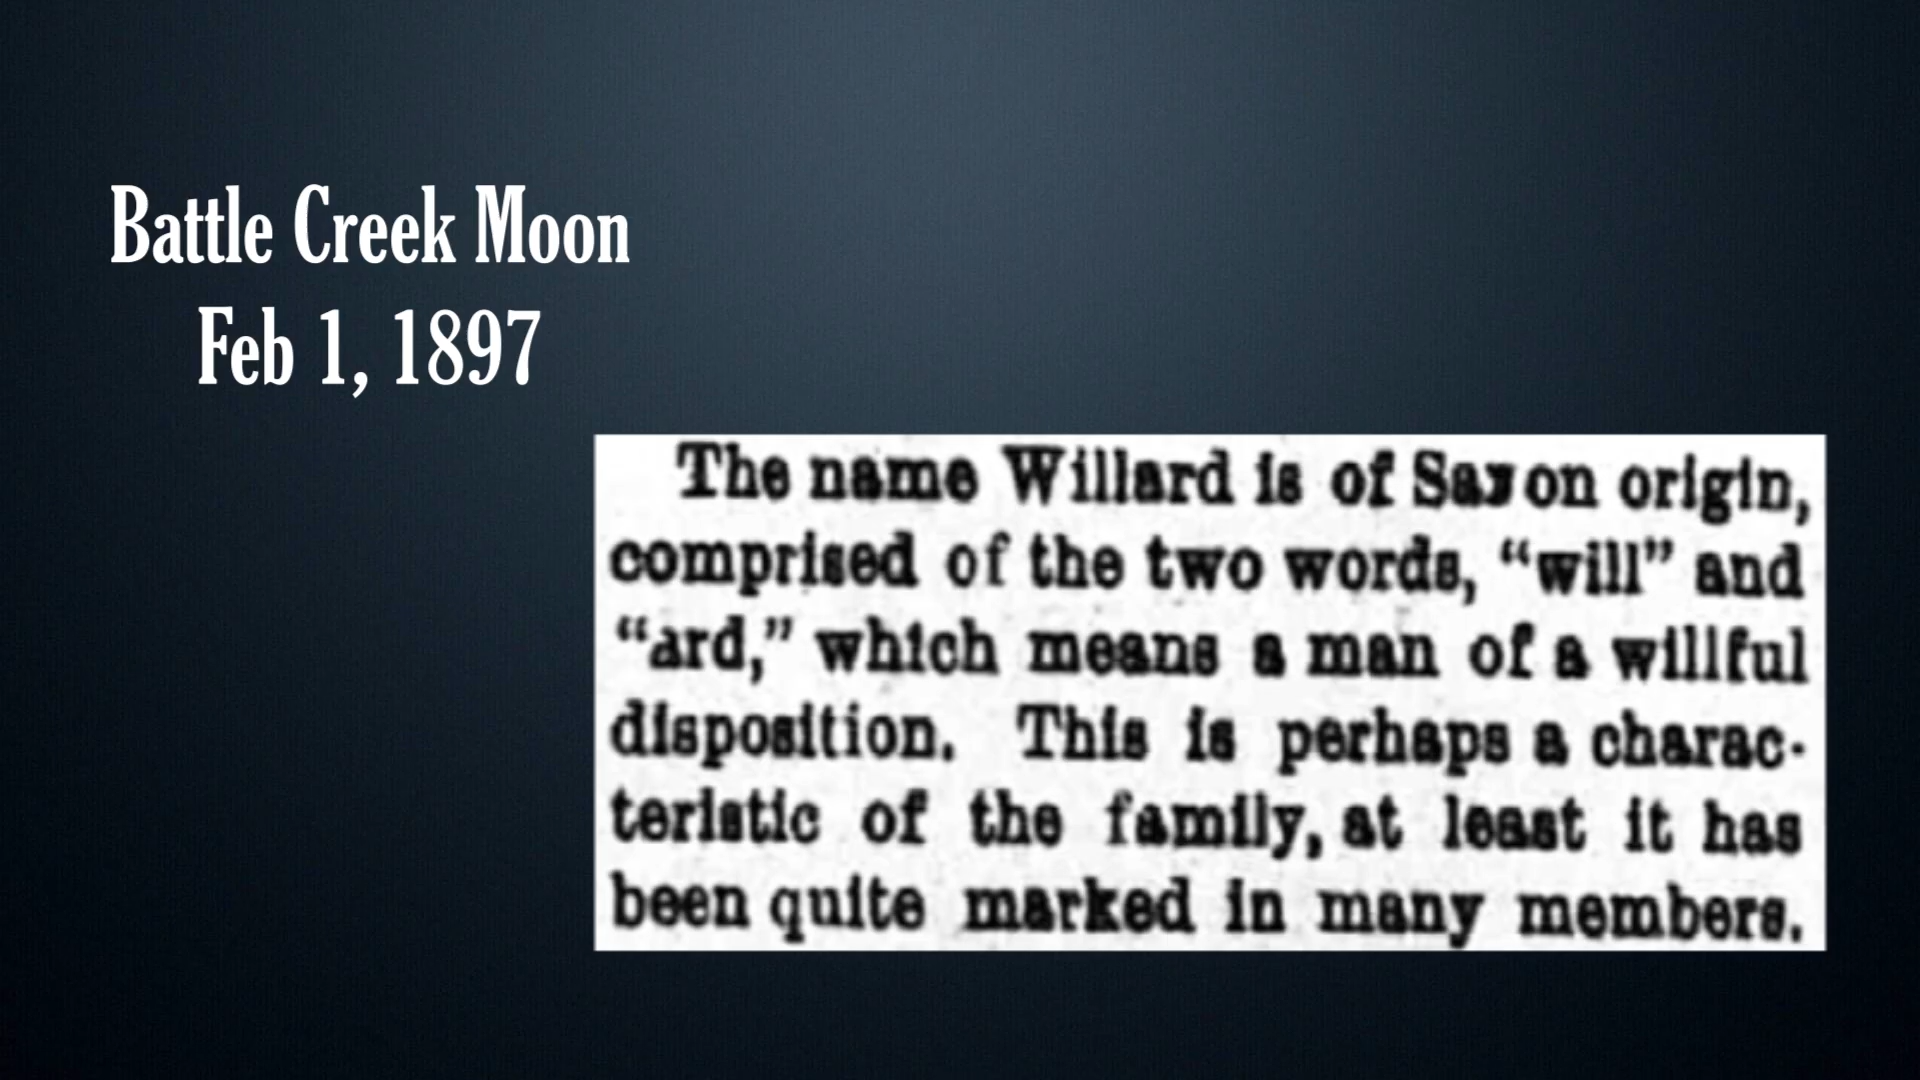 Battle Creek Moon
Feb 1, 1897
The name Willard is of Saxon origin,
comprised of the two words, “will” and
“ard,” which means a man of a willful
disposition. This is perhaps a charac-
teristic of the family, at least it has
been quite marked in many members.